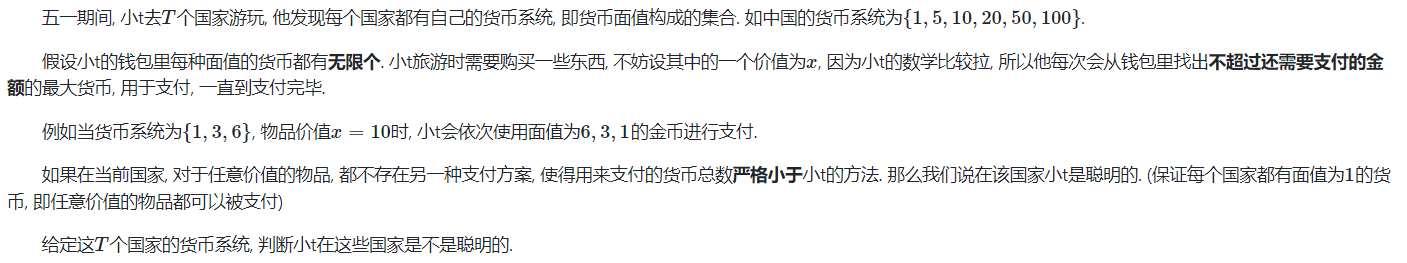 五一期间, 小t去T个国家游玩, 他发现每个国家都有自己的货币系统, 即货币面值构成的集合. 如中国的货币系统为{1, 5, 10, 20, 50, 100}.
假设小t的钱包里每种面值的货币都有无限个. 小t旅游时需要购买一些东西, 不妨设其中的一个价值为x, 因为小t的数学比较拉, 所以他每次会从钱包里找出不超过还需要支付的金
额的最大货币, 用于支付, 一直到支付完毕.
例如当货币系统为{1, 3, 6}, 物品价值x = 10时, 小t会依次使用面值为6, 3, 1的金币进行支付.
如果在当前国家, 对于任意价值的物品, 都不存在另一种支付方案, 使得用来支付的货币总数严格小于小t的方法. 那么我们说在该国家小t是聪明的. (保证每个国家都有面值为1的货
币, 即任意价值的物品都可以被支付)
给定这T个国家的货币系统, 判断小t在这些国家是不是聪明的.